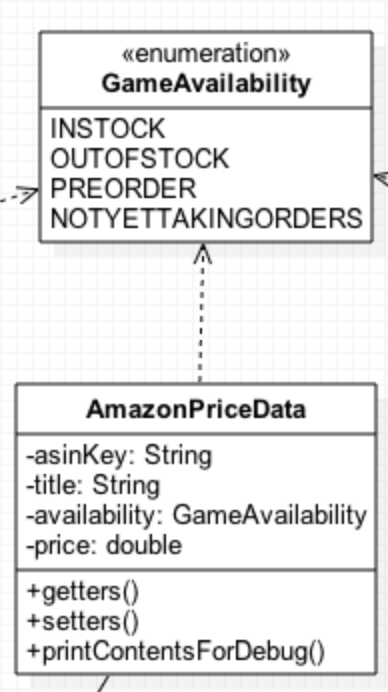 «enumeration»
GameAvailability
INSTOCK
OUTOFSTOCK
PREORDER
NOTYETTAKINGORDERS
AmazonPriceData
-asinKey: String
-title: String
-availability: GameAvailability
-price: double
+getters()
+setters()
+printContentsForDebug()